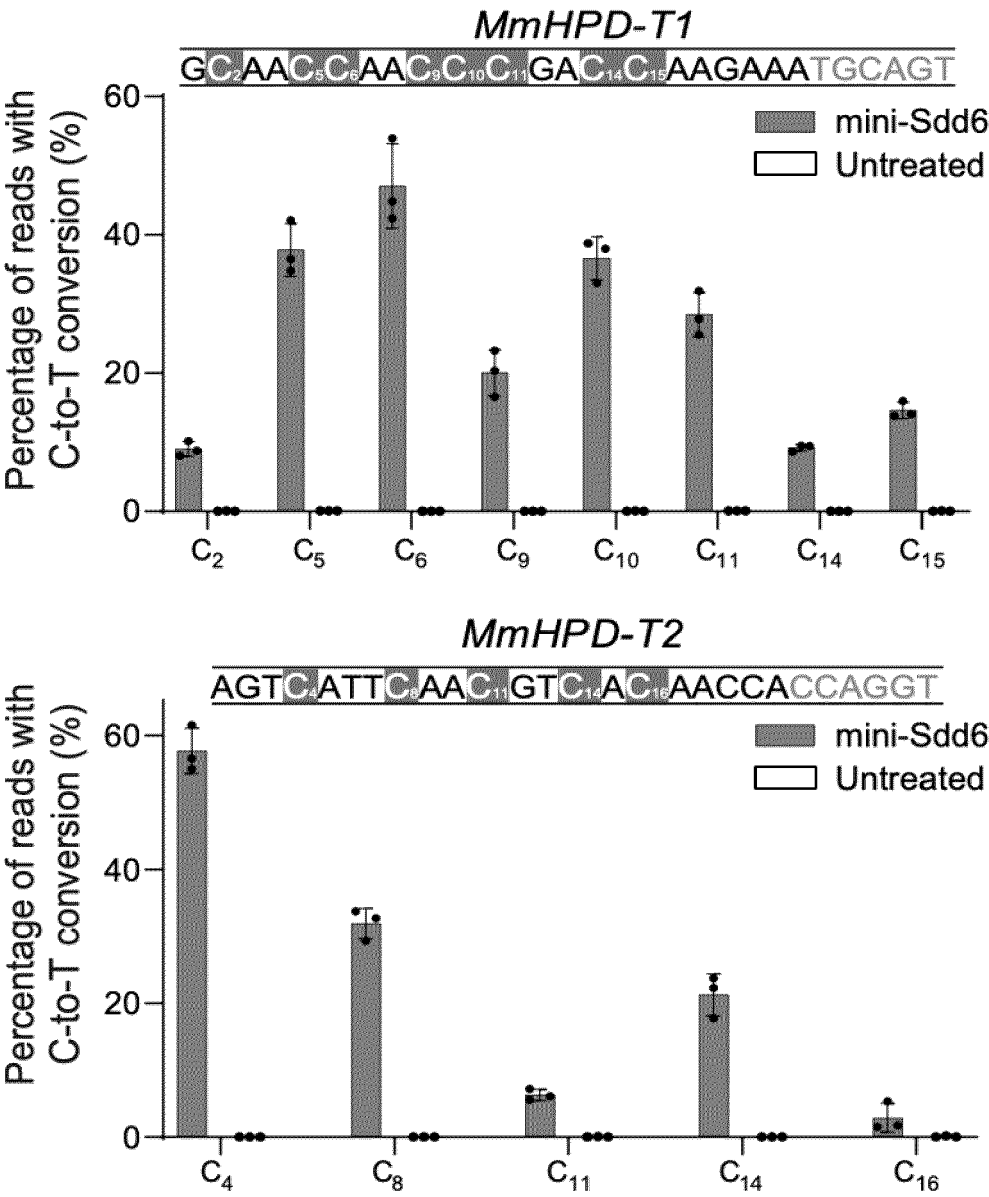 MmHPD-T1
GC₂AAC₅C₆AAC₉C₁₀C₁₁GAC₁₄C₁₅AAGAAATGCAGT
Percentage of reads with
C-to-T conversion (%)
60
40
20
0
mini-Sdd6
Untreated
C₂ C₅ C₆ C₉ C₁₀ C₁₁ C₁₄ C₁₅
MmHPD-T2
AGTC₄ATTC₈AAC₁₁GTC₁₄AC₁₆AACCACCAGGT
Percentage of reads with
C-to-T conversion (%)
60
40
20
0
mini-Sdd6
Untreated
C₄ C₈ C₁₁ C₁₄ C₁₆